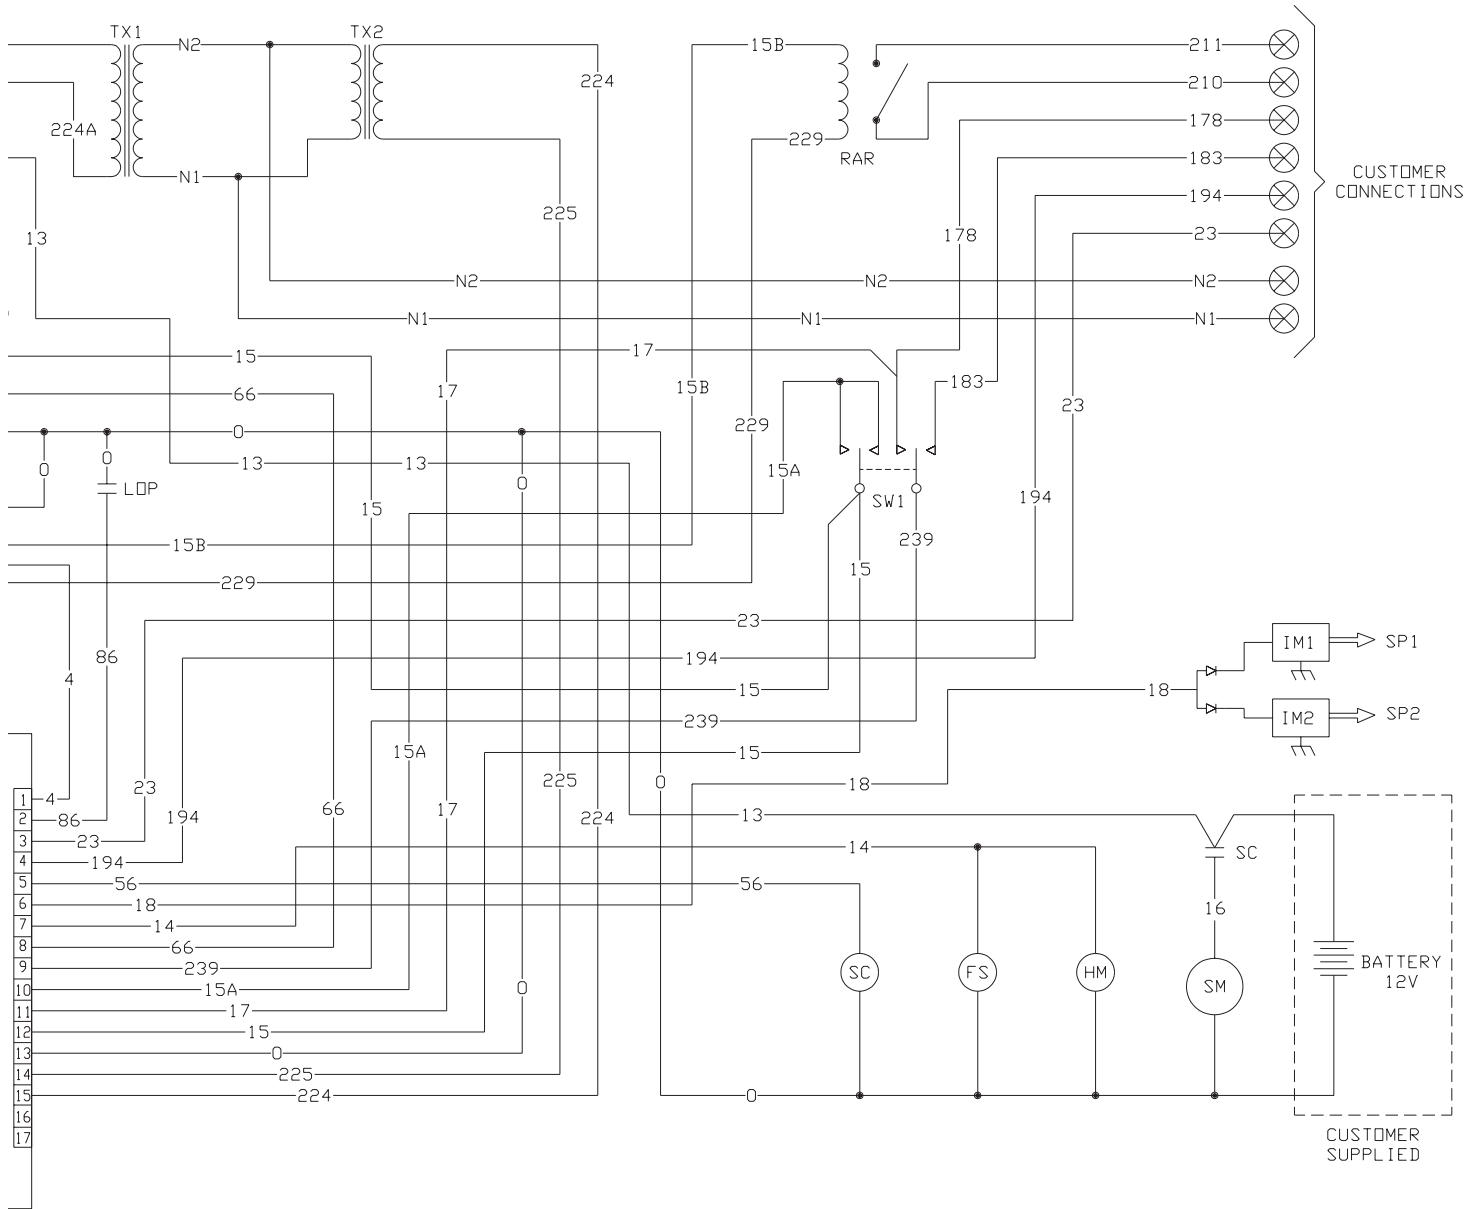 TX1
TX2
N2
15B
211
224
210
224A
178
N1
229
RAR
183
CUSTOMER
CONNECTIONS
194
225
13
178
23
N2
N2
N2
N1
N1
N1
15
17
66
17
15B
183
23
229
0
0
0
13
13
15A
0
LOP
15
194
SW1
239
15B
15
229
23
86
194
4
15
18
IM1
SP1
IM2
SP2
239
15A
15
225
0
18
23
66
17
194
224
13
1
4
2
86
3
23
14
SC
4
194
5
56
56
6
18
16
7
14
8
66
9
239
SC
FS
HM
SM
BATTERY
12V
10
15A
0
11
17
12
15
13
0
14
225
15
224
0
16
17
CUSTOMER
SUPPLIED